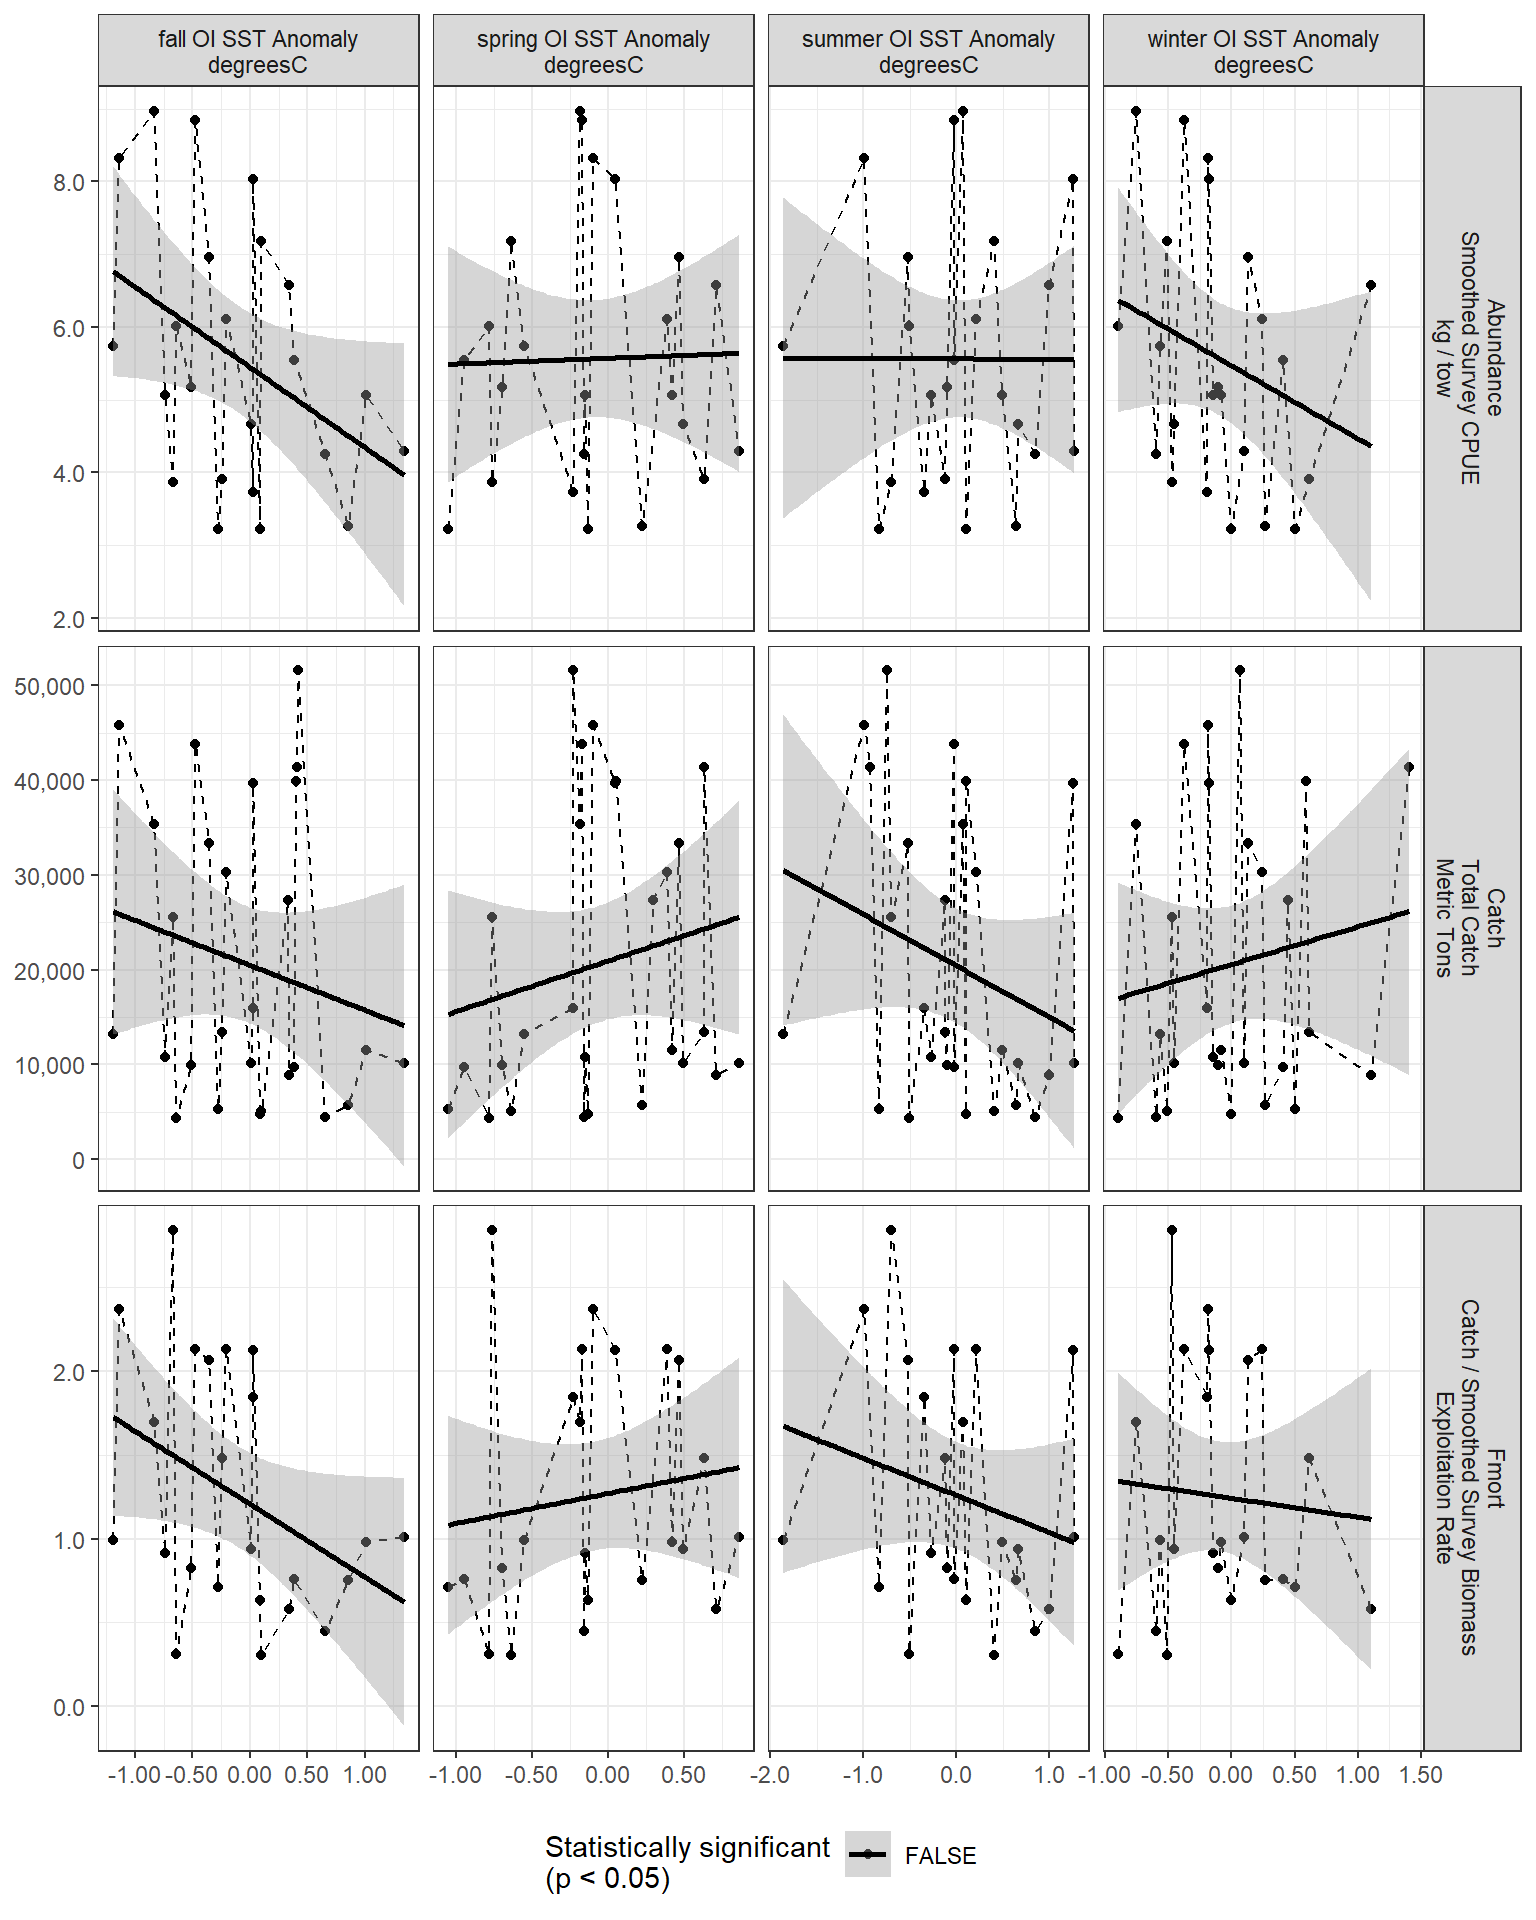 fall OI SST Anomaly
degreesC
spring OI SST Anomaly
degreesC
summer OI SST Anomaly
degreesC
winter OI SST Anomaly
degreesC
8.0
6.0
4.0
2.0
Abundance
Smoothed Survey CPUE
kg / tow
50,000
40,000
30,000
20,000
10,000
0
Catch
Total Catch
Metric Tons
2.0
1.0
0.0
Fmort
Catch / Smoothed Survey Biomass
Exploitation Rate
-1.00 -0.50 0.00 0.50 1.00
-1.00 -0.50 0.00 0.50
-2.0 -1.0 0.0 1.0
-1.00 -0.50 0.00 0.50 1.00 1.50
Statistically significant
(p < 0.05)
FALSE